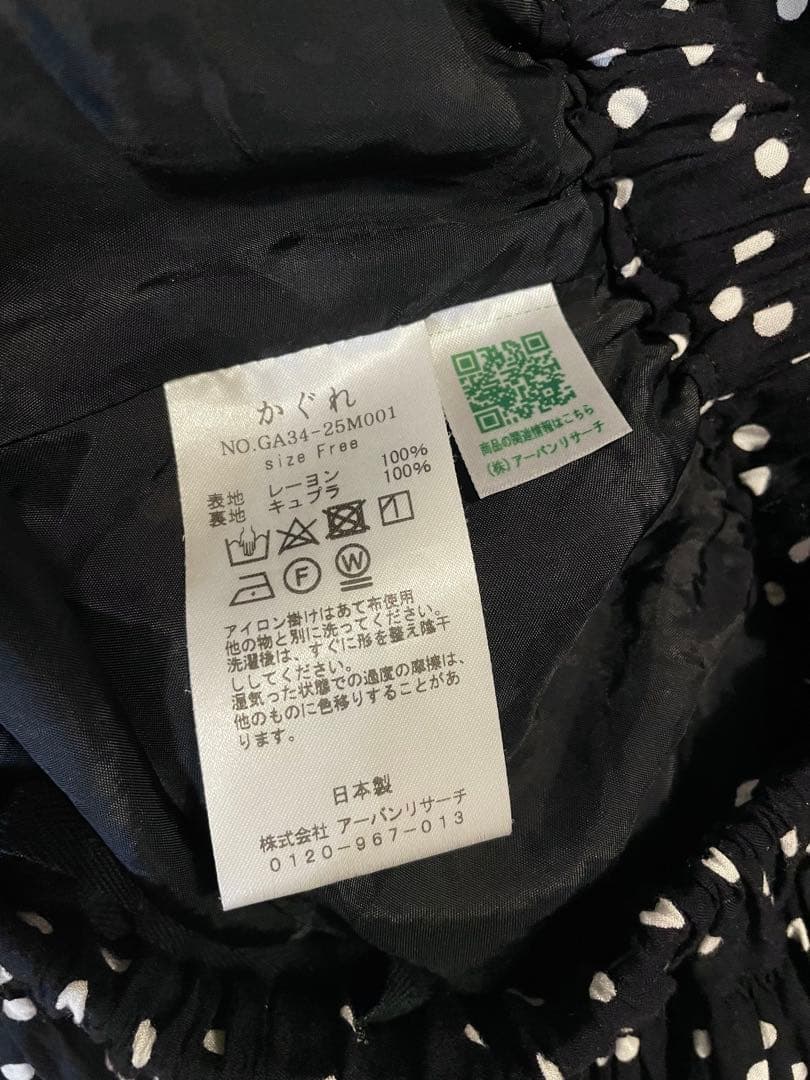 かぐれ
NO.GA34-25M001
size Free
表地 レーヨン 100%
裏地 キュプラ 100%
F
W
アイロン掛けはあて布使用
他の物と別に洗ってください。
洗濯後は、すぐに形を整え陰干
ししてください。
湿気った状態での過度の摩擦は、
他のものに色移りすることがあ
ります。
日本製
株式会社 アーバンリサーチ
0120-967-013
商品の関連情報はこちら
(株)アーバンリサーチ